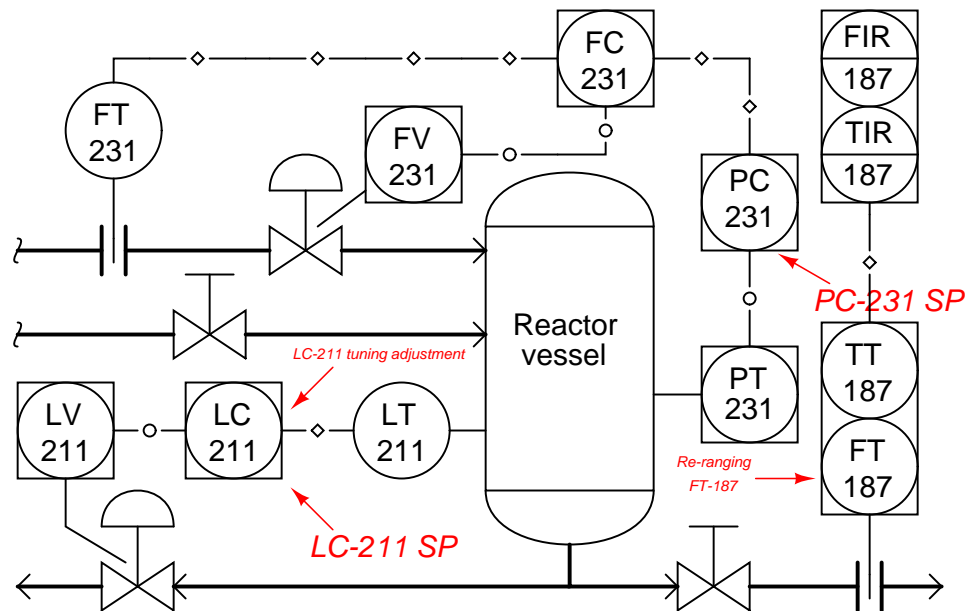 FC
231
FIR
187
FT
231
FV
231
TIR
187
PC
231
PC-231 SP
Reactor
vessel
LC-211 tuning adjustment
TT
187
PT
231
LV
211
LC
211
LT
211
FT
187
Re-ranging
FT-187
LC-211 SP